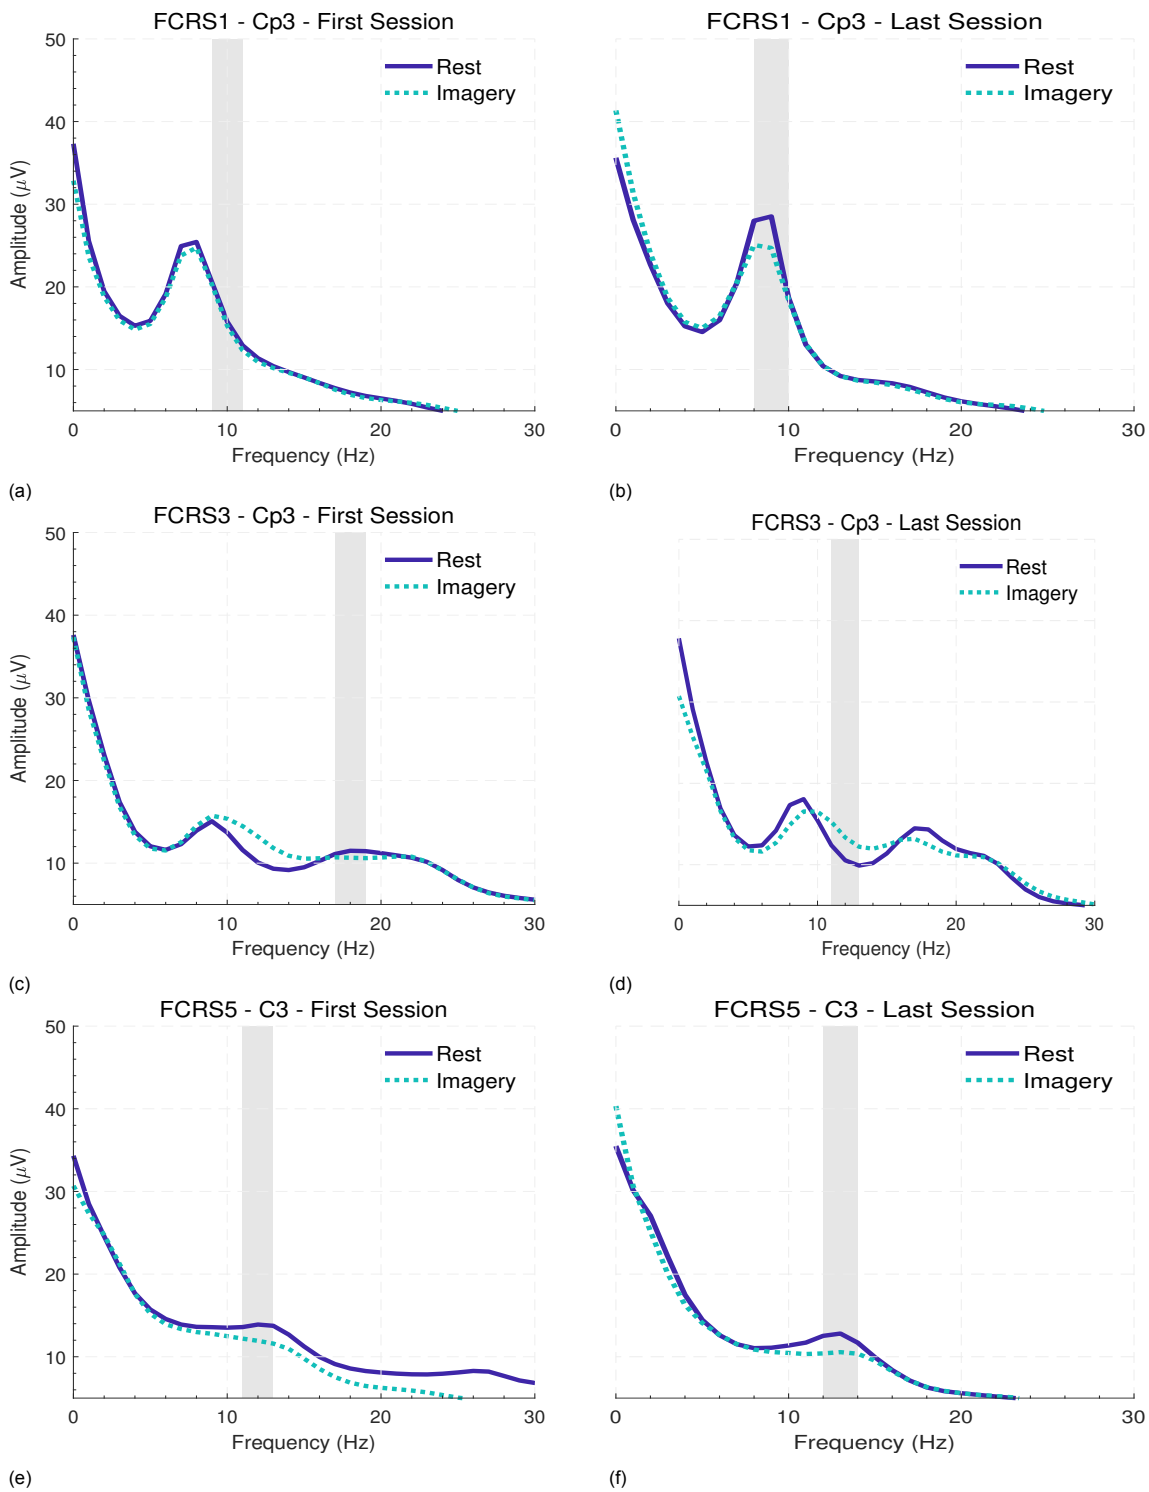 FCRS1 - Cp3 - First Session
50
40
30
20
10
Amplitude (μV)
Rest
Imagery
0 10 20 30
Frequency (Hz)
(a)
FCRS1 - Cp3 - Last Session
Rest
Imagery
0 10 20 30
Frequency (Hz)
(b)
FCRS3 - Cp3 - First Session
50
40
30
20
10
Amplitude (μV)
Rest
Imagery
0 10 20 30
Frequency (Hz)
(c)
FCRS3 - Cp3 - Last Session
Rest
Imagery
0 10 20 30
Frequency (Hz)
(d)
FCRS5 - C3 - First Session
50
40
30
20
10
Amplitude (μV)
Rest
Imagery
0 10 20 30
Frequency (Hz)
(e)
FCRS5 - C3 - Last Session
Rest
Imagery
0 10 20 30
Frequency (Hz)
(f)